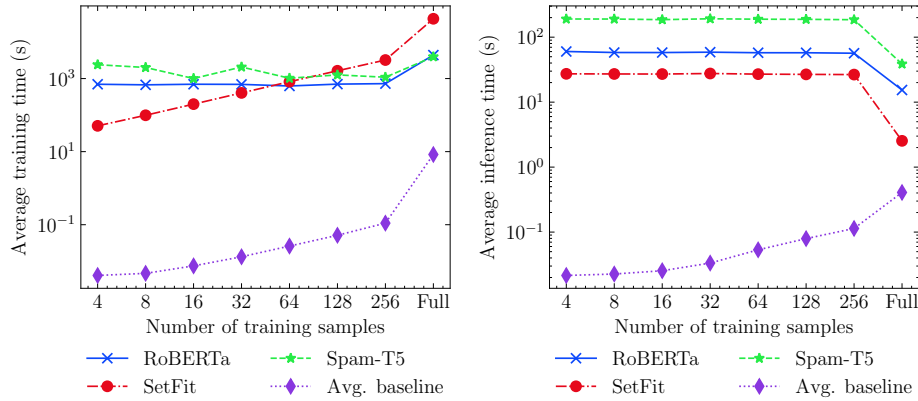 Average training time (s)
10^3
10^1
10^−1
4 8 16 32 64 128 256 Full
Number of training samples
RoBERTa Spam-T5
SetFit Avg. baseline
Average inference time (s)
10^2
10^1
10^0
10^−1
4 8 16 32 64 128 256 Full
Number of training samples
RoBERTa Spam-T5
SetFit Avg. baseline